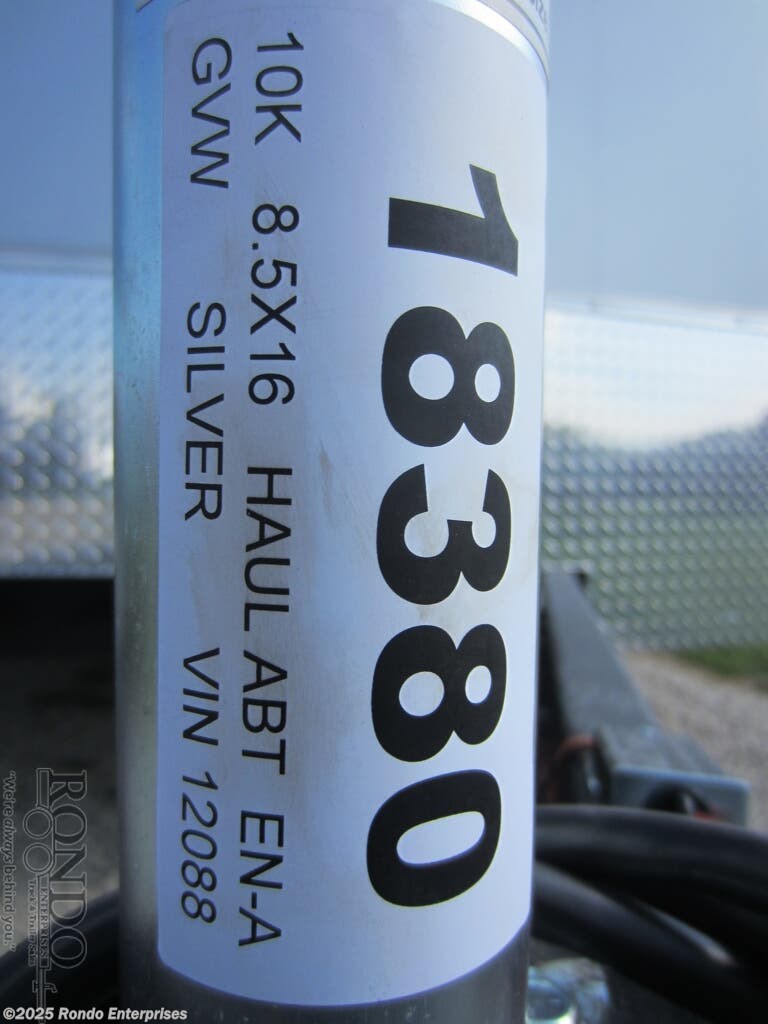 18380
10K 8.5X16 HAUL ABT EN-A
GVW SILVER VIN 12088
RONDO
ENTERPRISES
"We're always behind you."
©2025 Rondo Enterprises